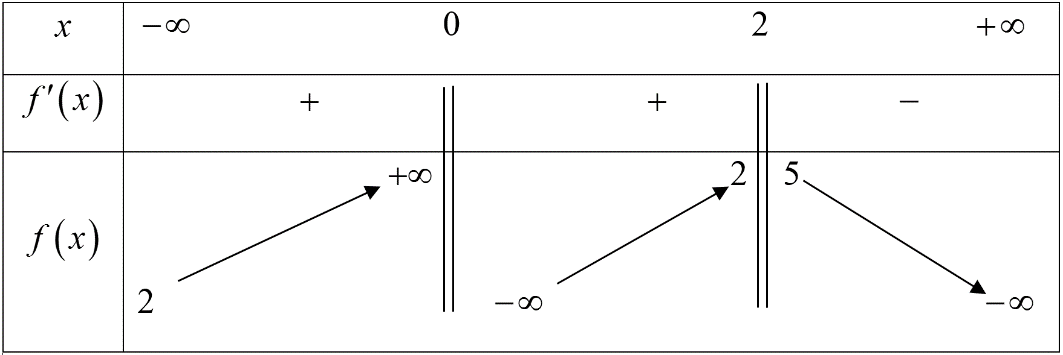 x −∞ 0 2 +∞
f′(x) + + −
+∞ 2 5
f(x)
2 −∞ −∞